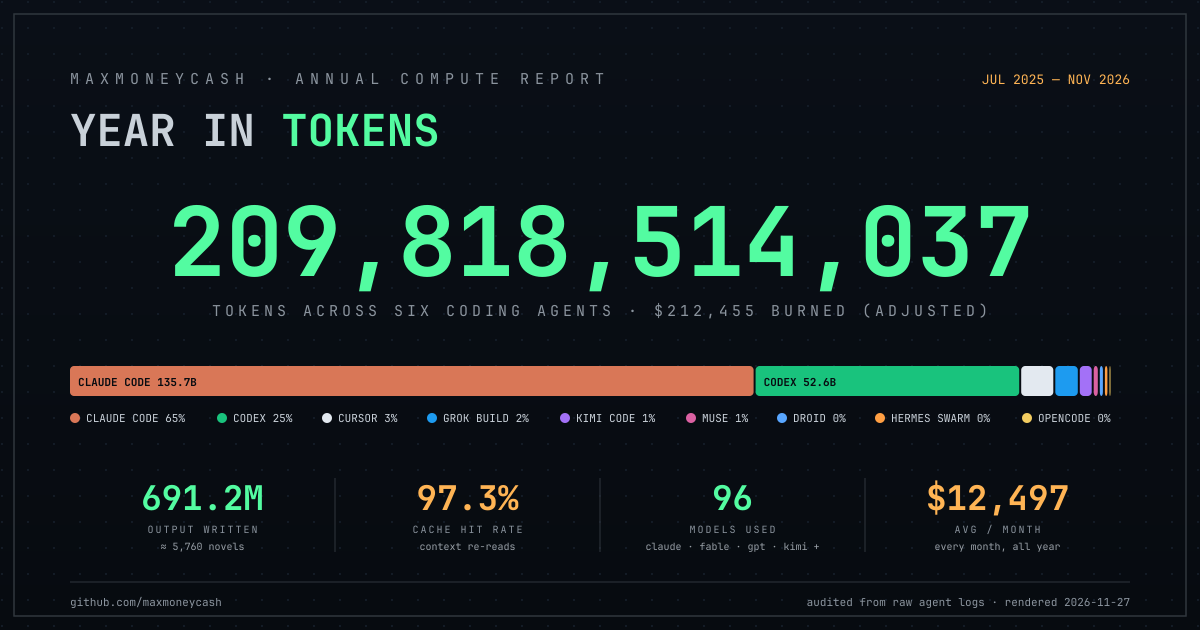 MAXMONEYCASH · ANNUAL COMPUTE REPORT
JUL 2025 — NOV 2026
YEAR IN TOKENS
209,818,514,037
TOKENS ACROSS SIX CODING AGENTS · $212,455 BURNED (ADJUSTED)
CLAUDE CODE 135.7B
CODEX 52.6B
CLAUDE CODE 65%
CODEX 25%
CURSOR 3%
GROK BUILD 2%
KIMI CODE 1%
MUSE 1%
DROID 0%
HERMES SWARM 0%
OPENCODE 0%
691.2M
OUTPUT WRITTEN
≈ 5,760 novels
97.3%
CACHE HIT RATE
context re-reads
96
MODELS USED
claude · fable · gpt · kimi +
$12,497
AVG / MONTH
every month, all year
github.com/maxmoneycash
audited from raw agent logs · rendered 2026-11-27